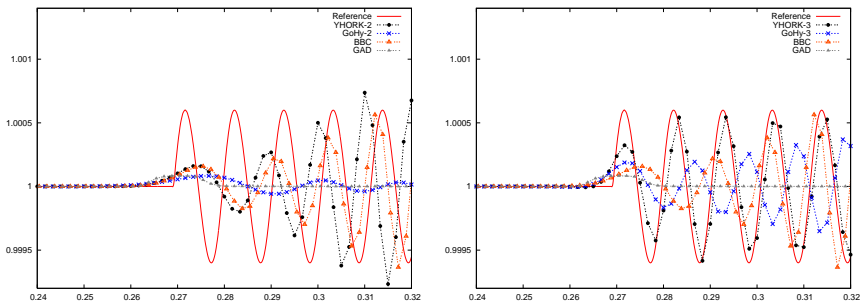 Reference
YHORK-2
GoHy-2
BBC
GAD
1.001
1.0005
1
0.9995
0.24 0.25 0.26 0.27 0.28 0.29 0.3 0.31 0.32
Reference
YHORK-3
GoHy-3
BBC
GAD
1.001
1.0005
1
0.9995
0.24 0.25 0.26 0.27 0.28 0.29 0.3 0.31 0.32